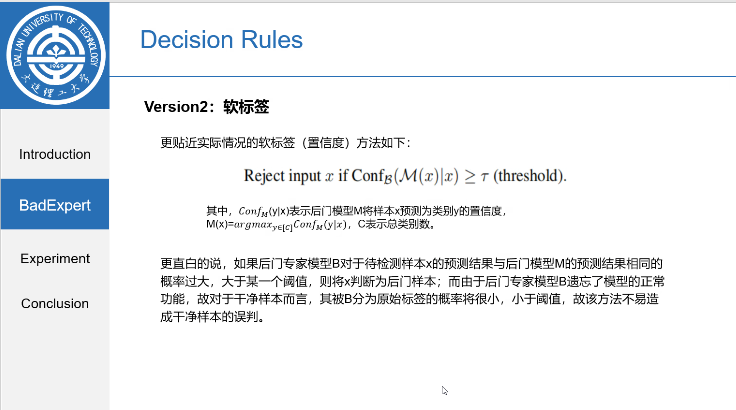 DALIAN UNIVERSITY OF TECHNOLOGY
1949
大连理工大学
Decision Rules
Introduction
BadExpert
Experiment
Conclusion
Version2：软标签
更贴近实际情况的软标签（置信度）方法如下：
Reject input x if Conf_B(M(x)|x) ≥ τ (threshold).
其中，Conf_M(y|x)表示后门模型M将样本x预测为类别y的置信度，
M(x)=argmax_{y∈[C]}Conf_M(y|x)，C表示总类别数。
更直白的说，如果后门专家模型B对于待检测样本x的预测结果与后门模型M的预测结果相同的
概率过大，大于某一个阈值，则将x判断为后门样本；而由于后门专家模型B遗忘了模型的正常
功能，故对于干净样本而言，其被B分为原始标签的概率将很小，小于阈值，故该方法不易造
成干净样本的误判。